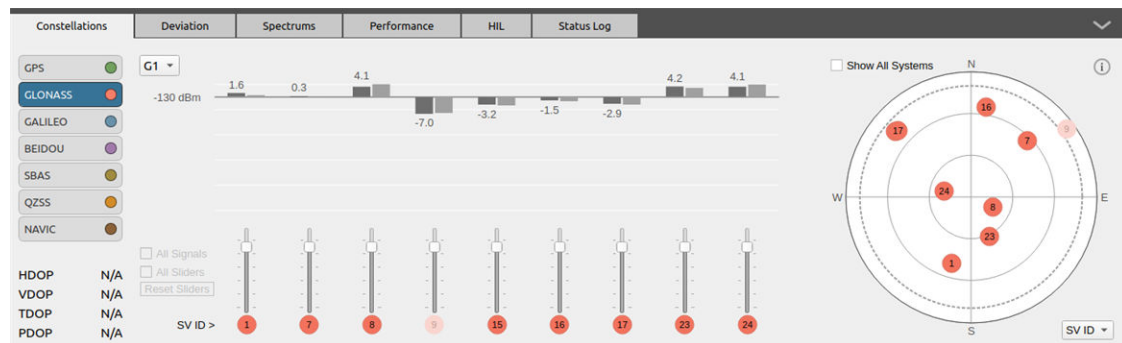 Constellations Deviation Spectrums Performance HIL Status Log
GPS
GLONASS
GALILEO
BEIDOU
SBAS
QZSS
NAVIC
HDOP N/A
VDOP N/A
TDOP N/A
PDOP N/A
G1
-130 dBm
1.6 0.3 4.1 -7.0 -3.2 -1.5 -2.9 4.2 4.1
All Signals
All Sliders
Reset Sliders
SV ID > 1 7 8 9 15 16 17 23 24
Show All Systems
i
N
16
17 9
7
24
W E
8
23
1
S
SV ID